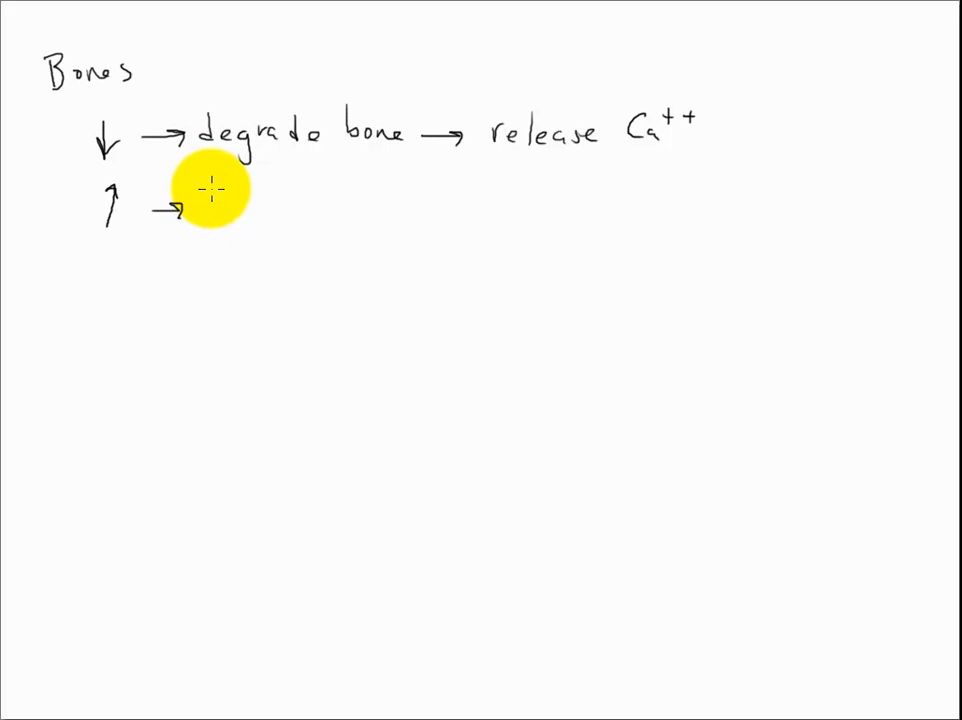 Bones
↓ → degrade bone → release Ca⁺⁺
↑ →